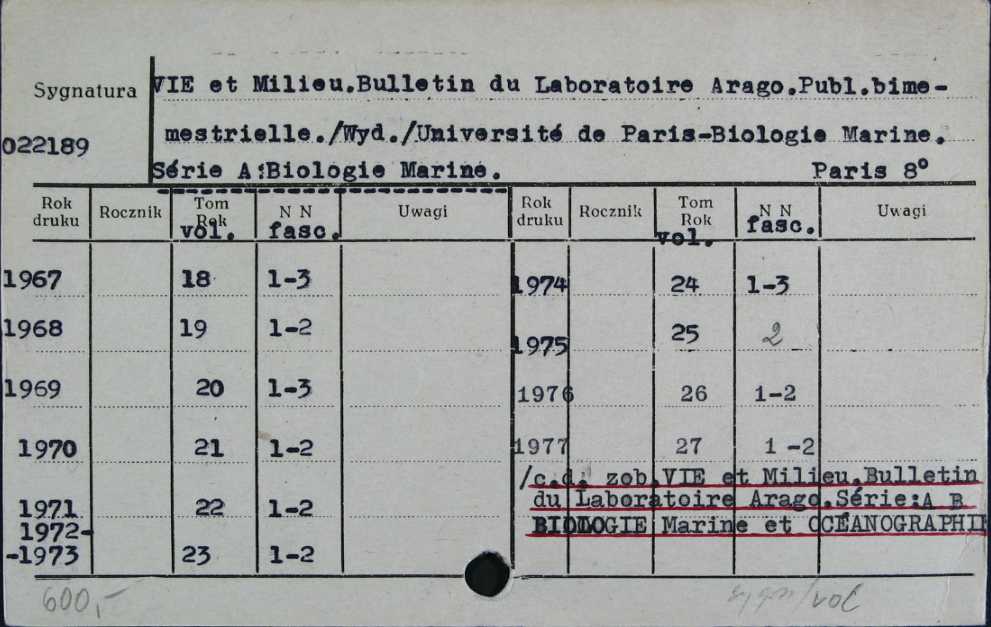 Sygnatura VIE et Milieu.Bulletin du Laboratoire Arago.Publ.bime-
022189 mestrielle./Wyd./Université de Paris-Biologie Marine.
Série A:Biologie Marine. Paris 8°
Rok druku Rocznik Tom Rok vol. N N fasc. Uwagi Rok druku Rocznik Tom Rok vol. N N fasc. Uwagi
1967 18 1-3 1974 24 1-3
1968 19 1-2 1975 25 2
1969 20 1-3 1976 26 1-2
1970 21 1-2 1977 27 1 -2
/c.d. zob.VIE et Milieu.Bulletin
du Laboratoire Arago.Série:A B
BIOLOGIE Marine et OCÉANOGRAPHIE
1971 22 1-2
1972-
-1973 23 1-2
600,- vol